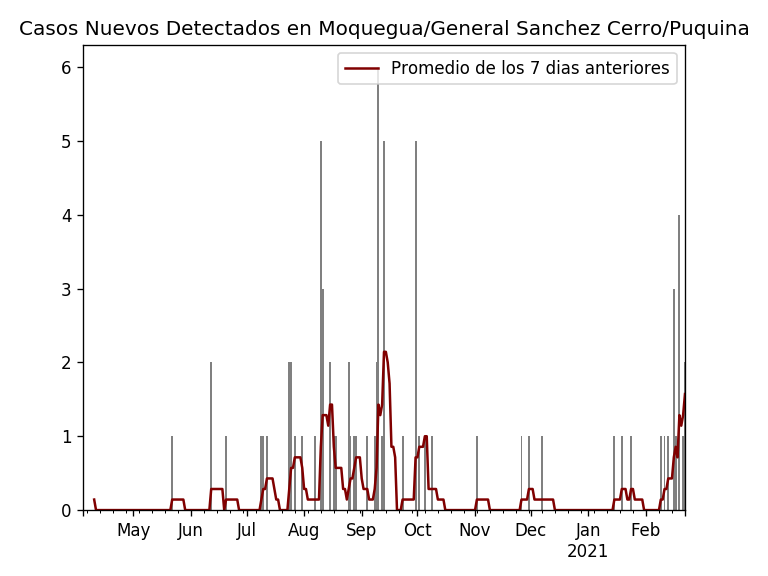 Casos Nuevos Detectados en Moquegua/General Sanchez Cerro/Puquina
Promedio de los 7 dias anteriores
6
5
4
3
2
1
0
May Jun Jul Aug Sep Oct Nov Dec Jan Feb
2021